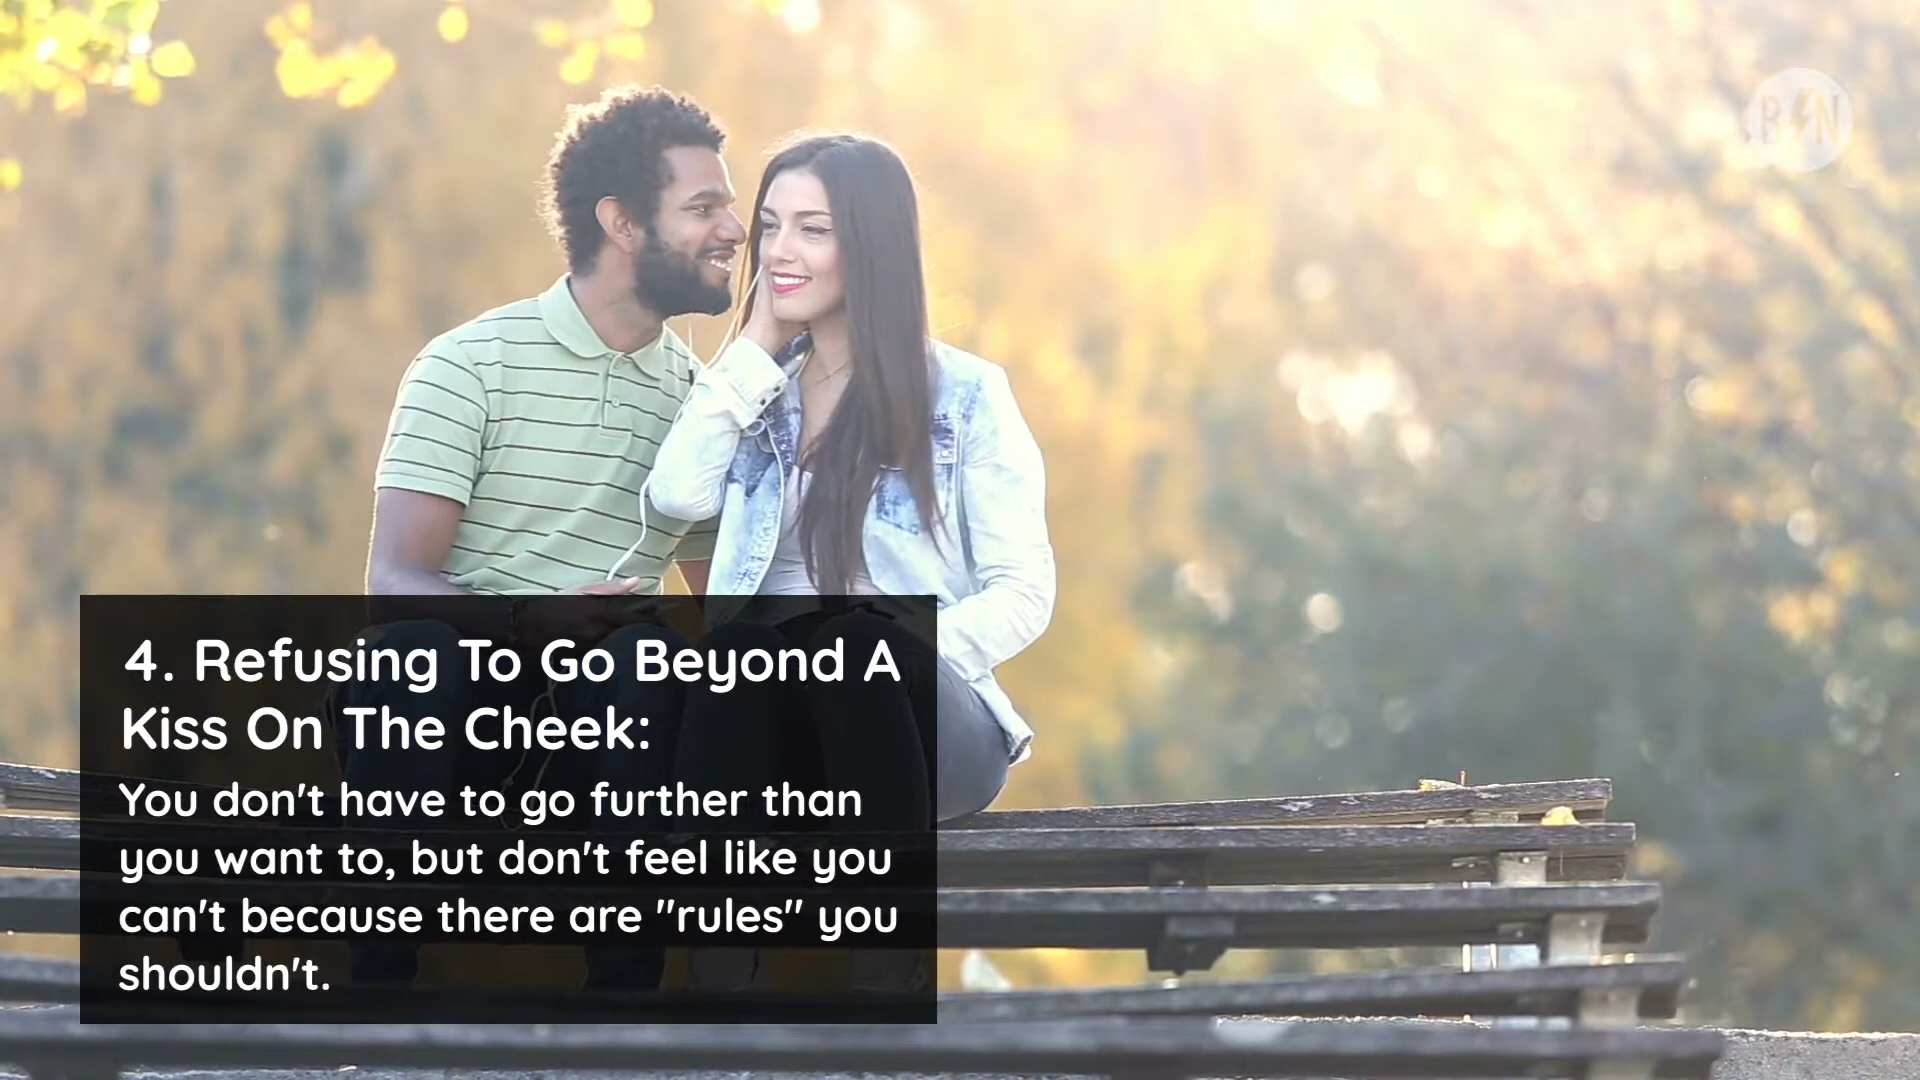 B N
4. Refusing To Go Beyond A
Kiss On The Cheek:
You don't have to go further than
you want to, but don't feel like you
can't because there are "rules" you
shouldn't.